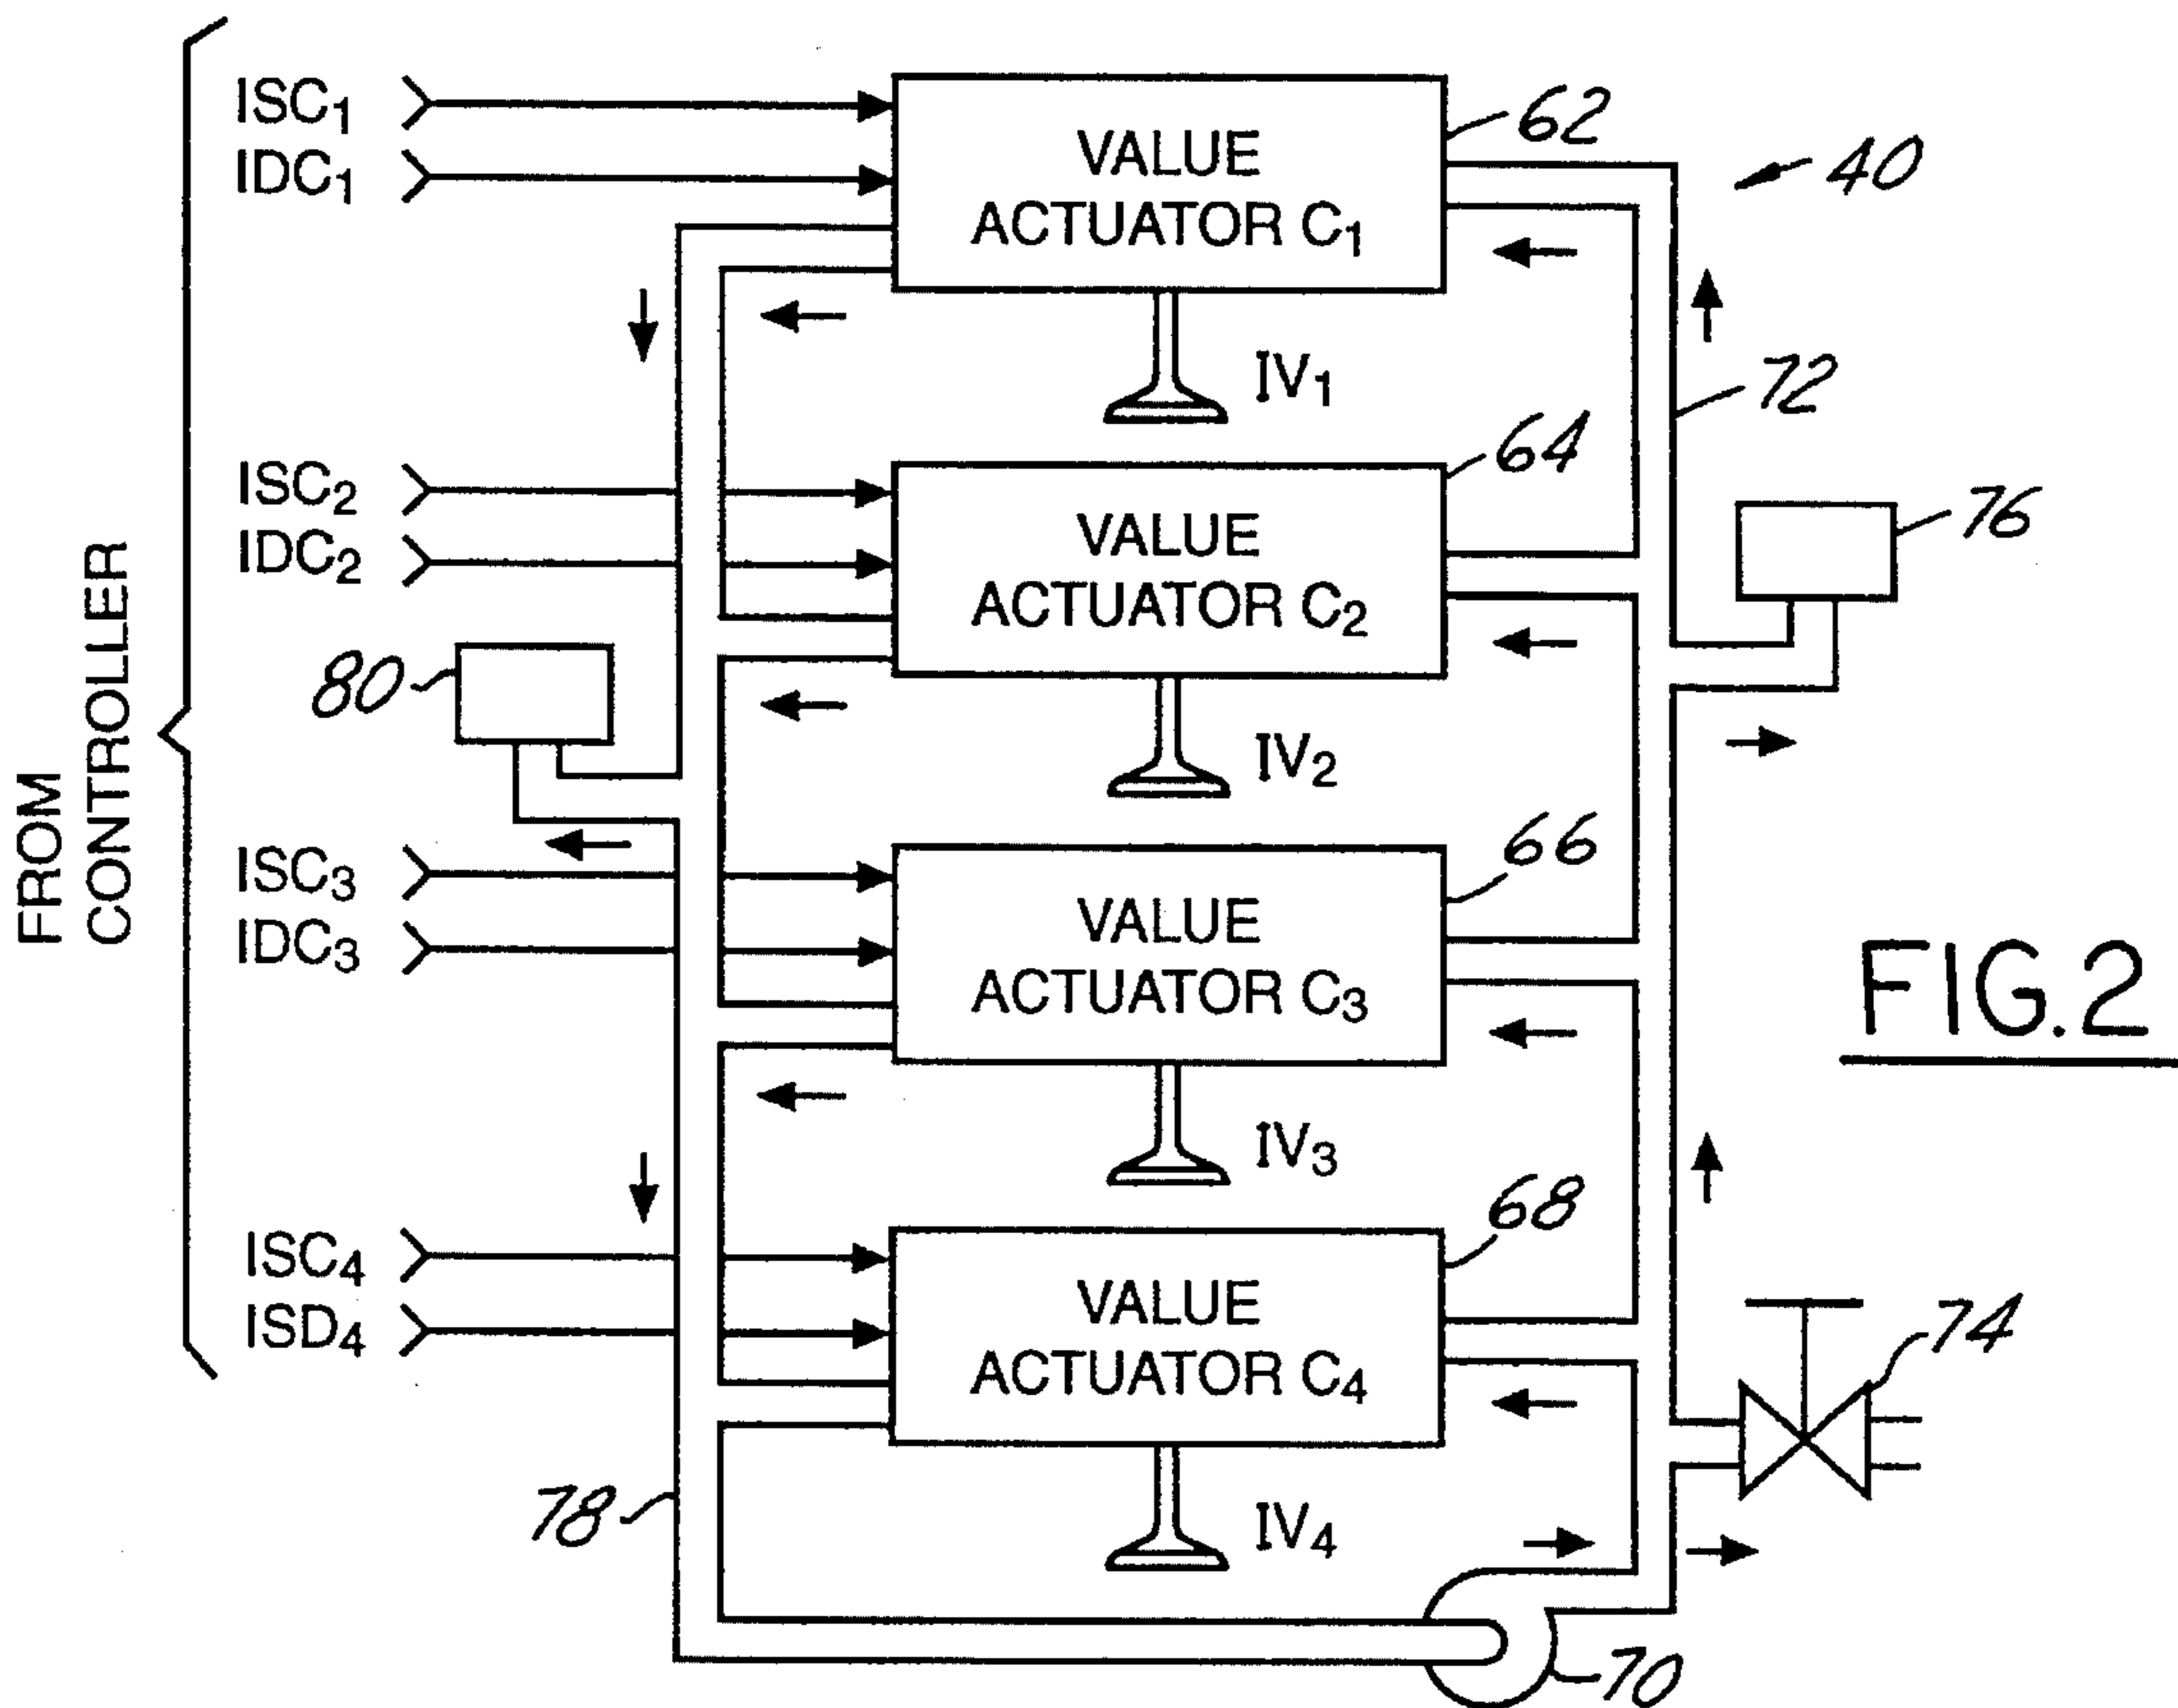 FROM
CONTROLLER
ISC₁
IDC₁
VALUE
ACTUATOR C₁
62
40
IV₁
72
ISC₂
IDC₂
VALUE
ACTUATOR C₂
64
76
80
IV₂
ISC₃
IDC₃
VALUE
ACTUATOR C₃
66
FIG.2
IV₃
ISC₄
ISD₄
VALUE
ACTUATOR C₄
68
74
78
IV₄
70